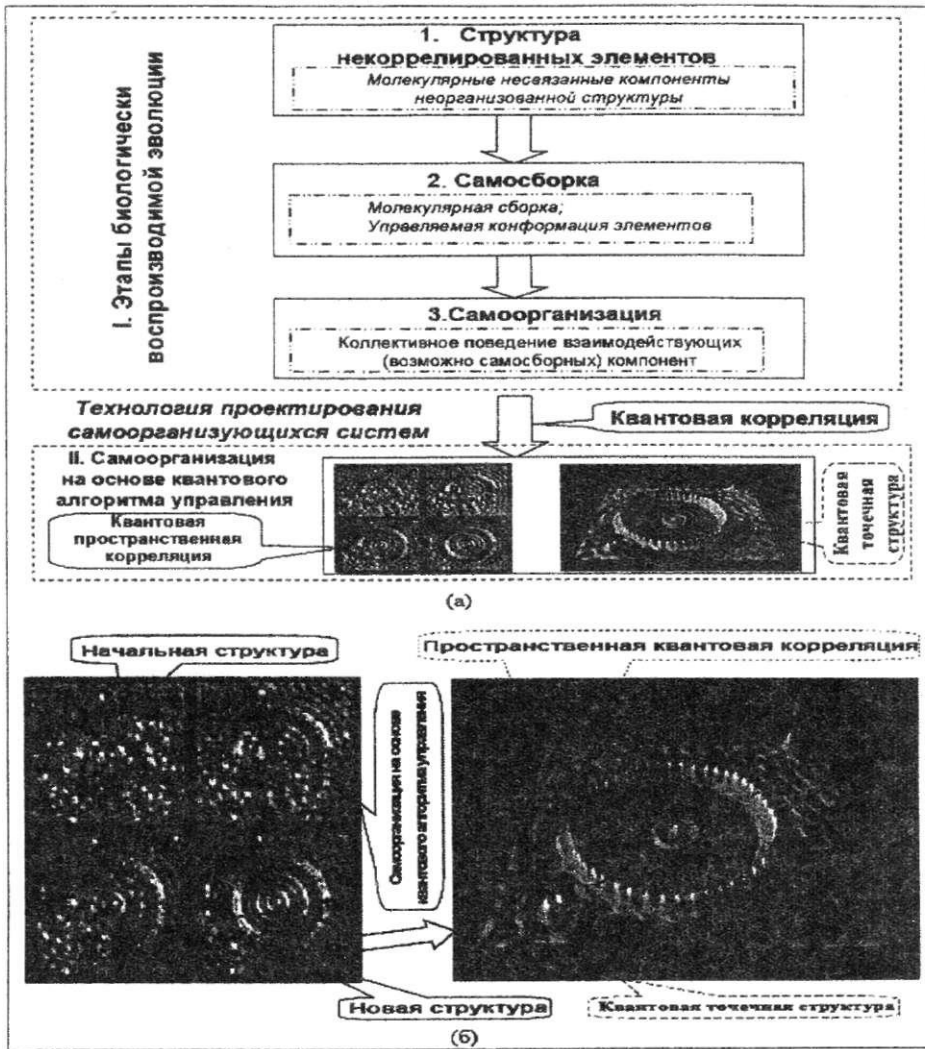 I. Этапы биологически
воспроизводимой эволюции
1. Структура
некоррелированных элементов
Молекулярные несвязанные компоненты
неорганизованной структуры
2. Самосборка
Молекулярная сборка;
Управляемая конформация элементов
3.Самоорганизация
Коллективное поведение взаимодействующих
(возможно самосборных) компонент
Технология проектирования
самоорганизующихся систем
Квантовая корреляция
II. Самоорганизация
на основе квантового
алгоритма управления
Квантовая
пространственная
корреляция
Квантовая
точечная
структура
(а)
Начальная структура
Пространственная квантовая корреляция
Самоорганизация на основе
квантового алгоритма управления
Новая структура
Квантовая точечная структура
(б)